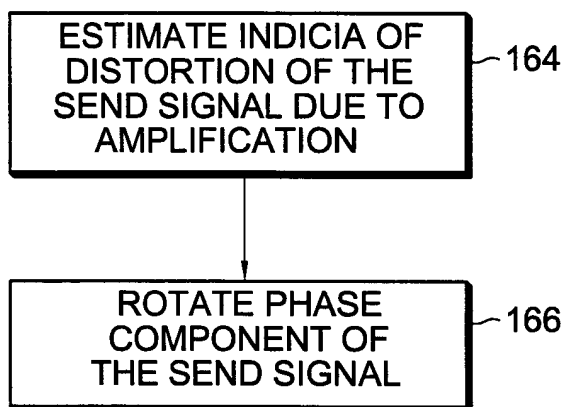 ESTIMATE INDICIA OF
DISTORTION OF THE
SEND SIGNAL DUE TO
AMPLIFICATION
164
ROTATE PHASE
COMPONENT OF
THE SEND SIGNAL
166